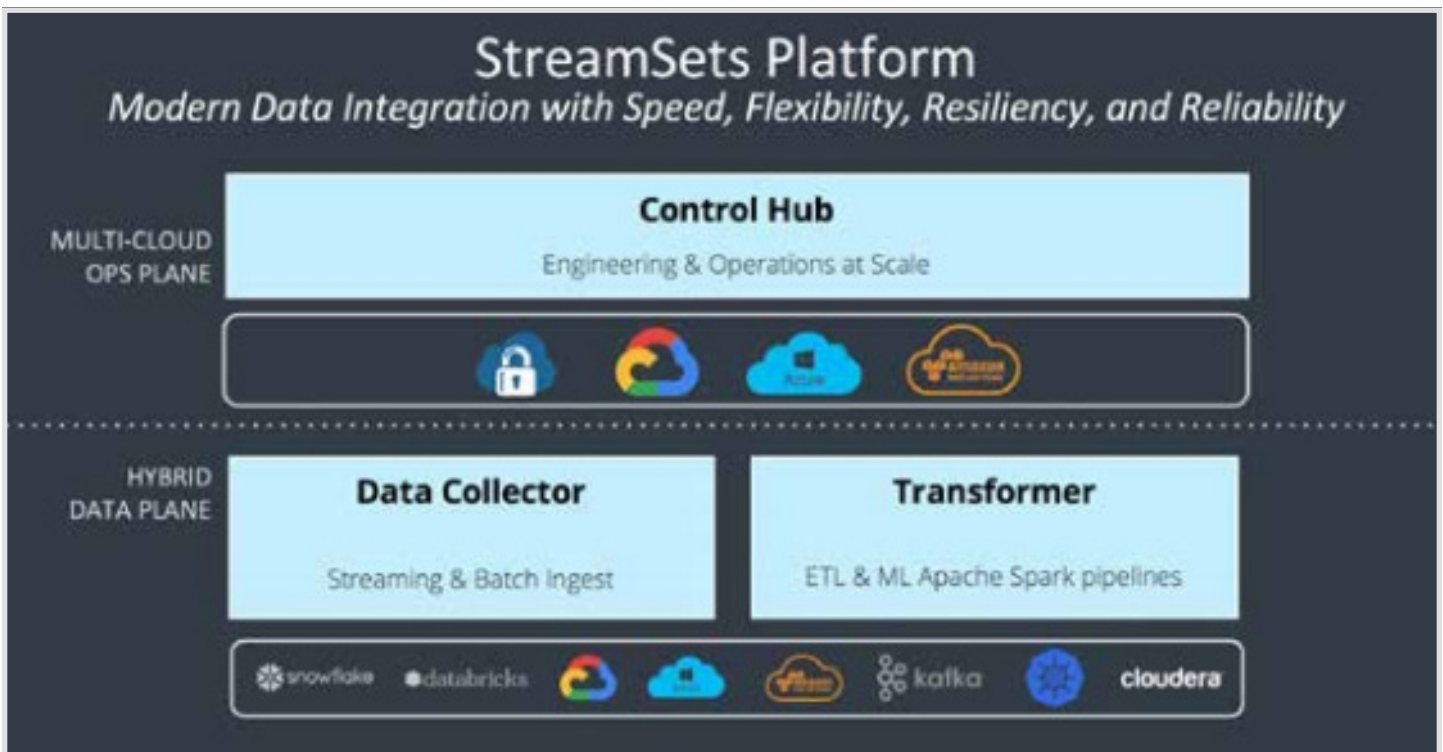 StreamSets Platform
Modern Data Integration with Speed, Flexibility, Resiliency, and Reliability
MULTI-CLOUD
OPS PLANE
Control Hub
Engineering & Operations at Scale
Azure
amazon
HYBRID
DATA PLANE
Data Collector
Streaming & Batch Ingest
Transformer
ETL & ML Apache Spark pipelines
snowflake databricks kafka cloudera